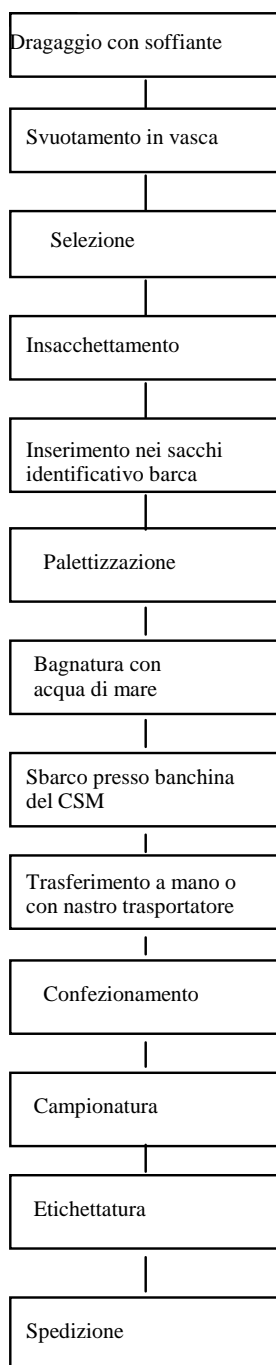 Dragaggio con soffiante
Svuotamento in vasca
Selezione
Insacchettamento
Inserimento nei sacchi
identificativo barca
Palettizzazione
Bagnatura con
acqua di mare
Sbarco presso banchina
del CSM
Trasferimento a mano o
con nastro trasportatore
Confezionamento
Campionatura
Etichettatura
Spedizione